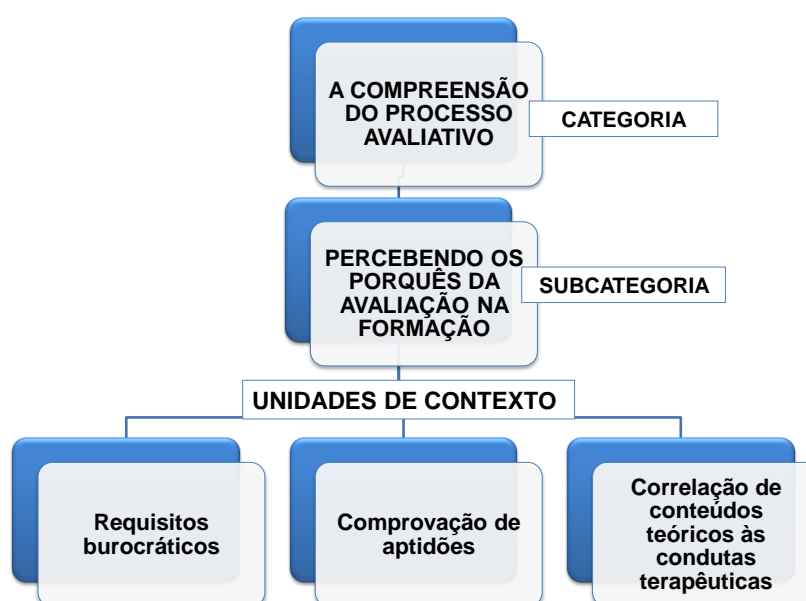 A COMPREENSÃO
DO PROCESSO
AVALIATIVO
CATEGORIA
PERCEBENDO OS
PORQUÊS DA
AVALIAÇÃO NA
FORMAÇÃO
SUBCATEGORIA
UNIDADES DE CONTEXTO
Requisitos
burocráticos
Comprovação de
aptidões
Correlação de
conteúdos
teóricos às
condutas
terapêuticas